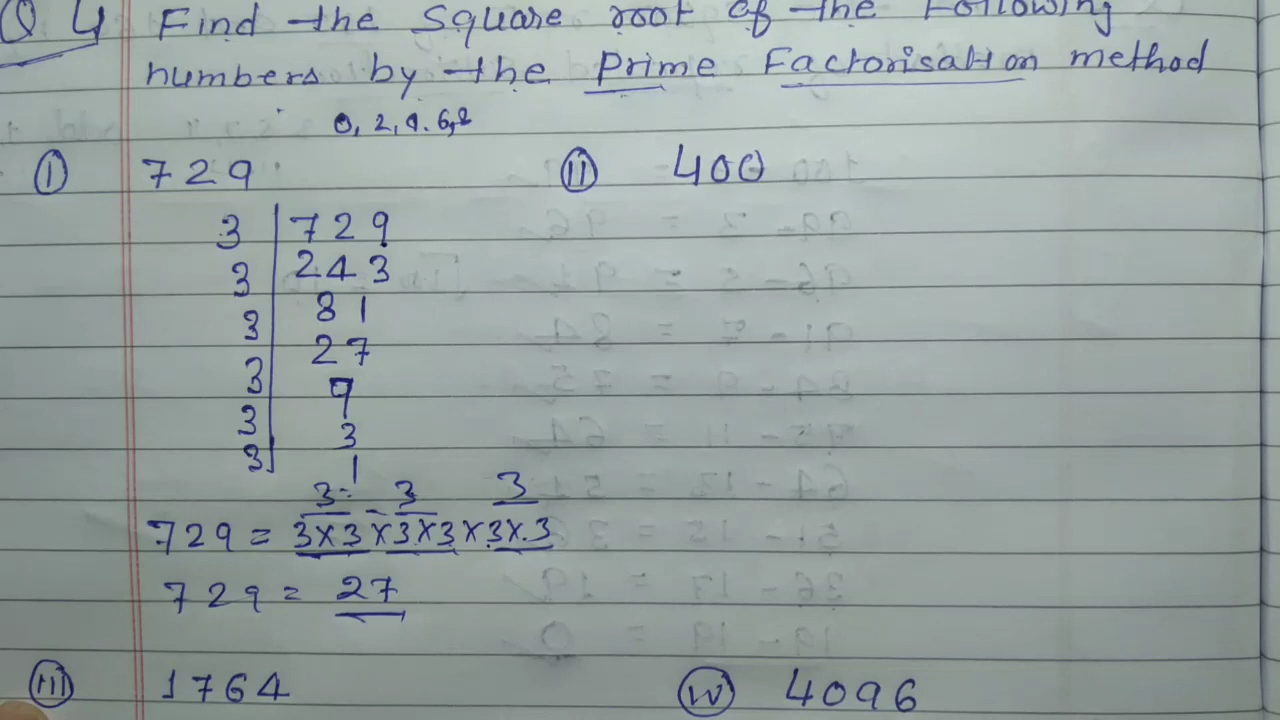 Q 4 Find the Square root of the Following
numbers by the Prime Factorisation method
0, 2, 4. 6, 8
(I) 729 (II) 400
3 | 729
3 | 243
3 | 81
3 | 27
3 | 9
3 | 3
1
3 3 3
729 = 3×3×3×3×3×3
729 = 27
(III) 1764 (IV) 4096